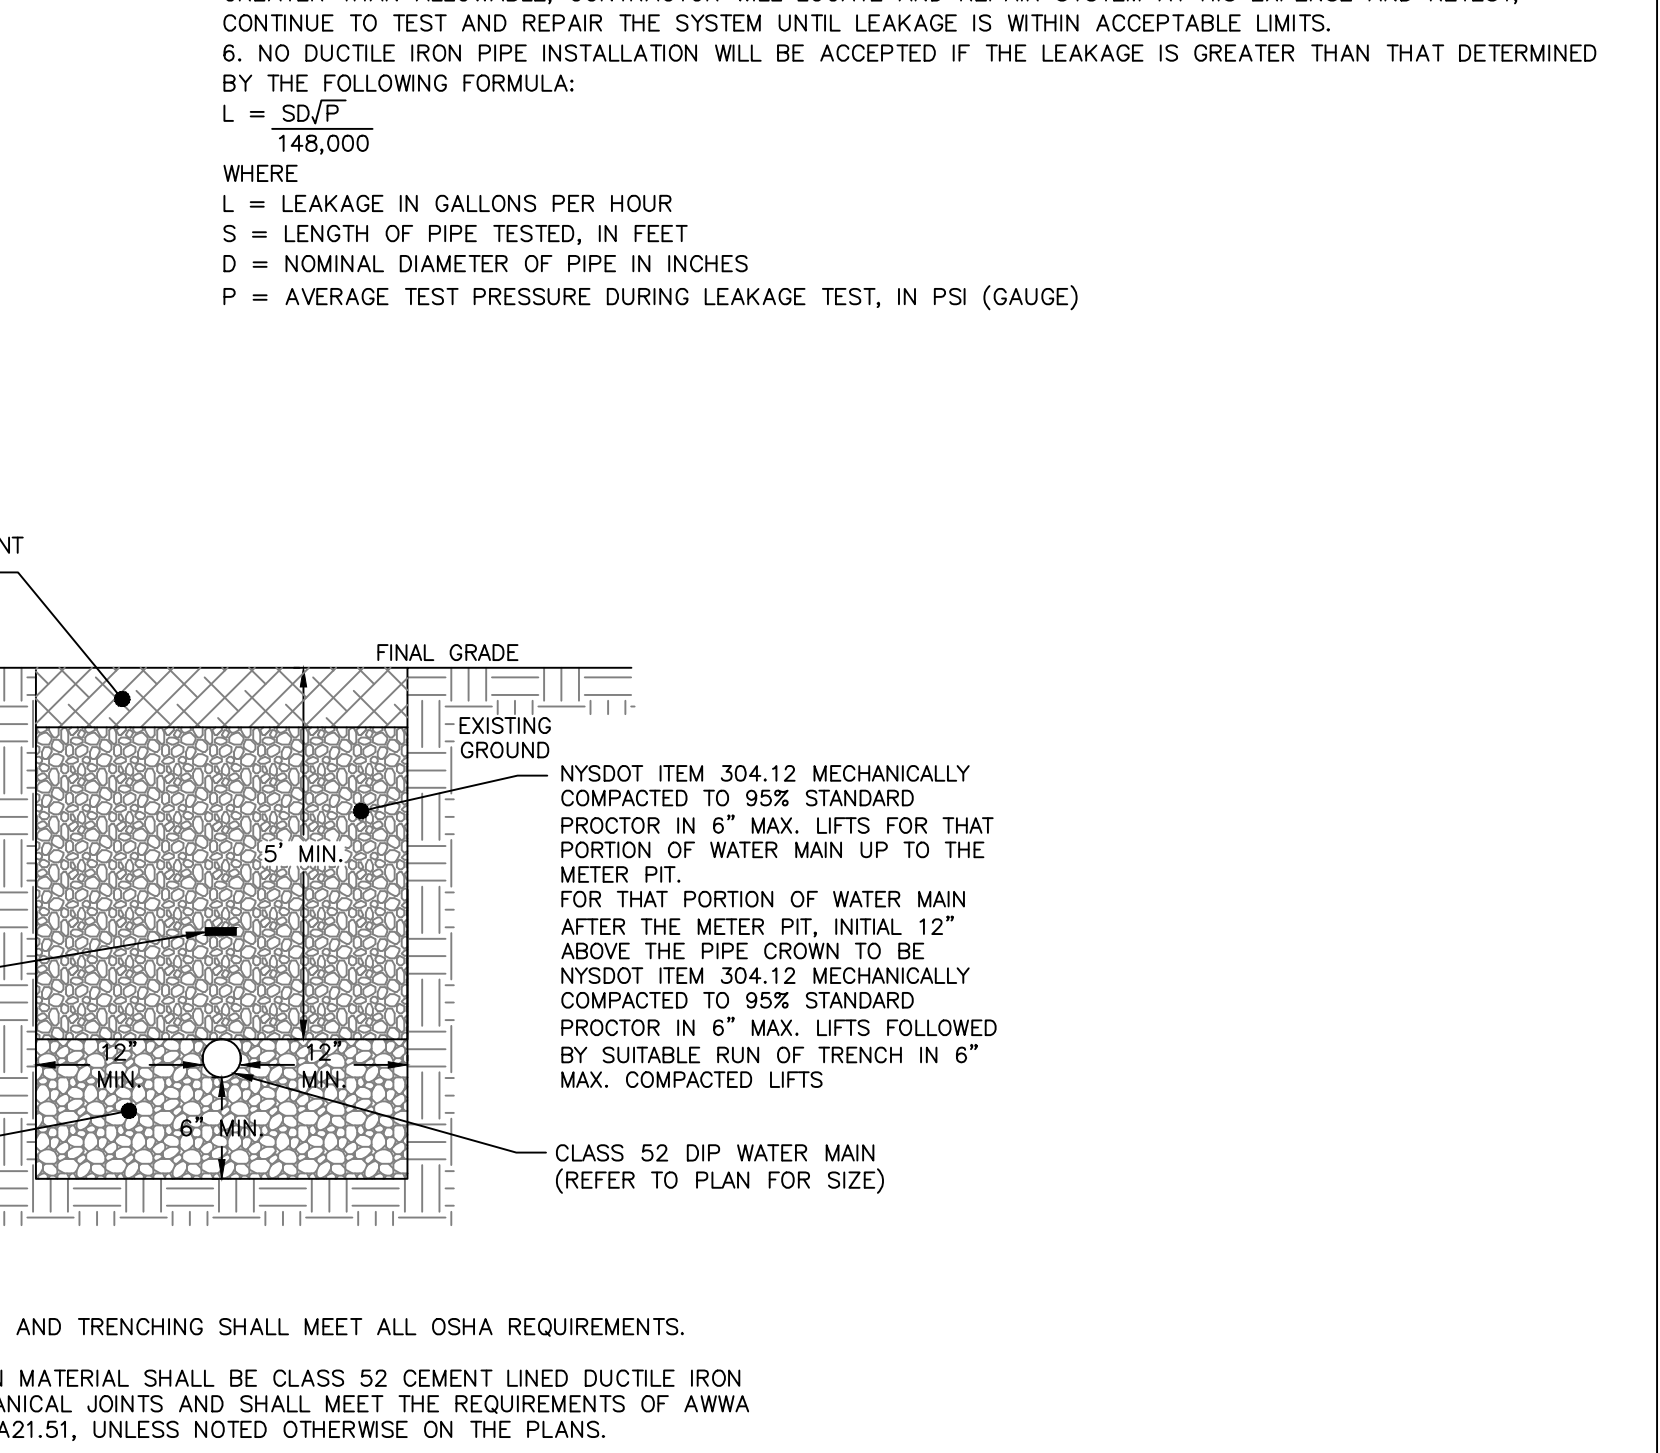 CONTINUE TO TEST AND REPAIR THE SYSTEM UNTIL LEAKAGE IS WITHIN ACCEPTABLE LIMITS.
6. NO DUCTILE IRON PIPE INSTALLATION WILL BE ACCEPTED IF THE LEAKAGE IS GREATER THAN THAT DETERMINED
BY THE FOLLOWING FORMULA:
L = SD√P
148,000
WHERE
L = LEAKAGE IN GALLONS PER HOUR
S = LENGTH OF PIPE TESTED, IN FEET
D = NOMINAL DIAMETER OF PIPE IN INCHES
P = AVERAGE TEST PRESSURE DURING LEAKAGE TEST, IN PSI (GAUGE)
NT
FINAL GRADE
EXISTING
GROUND
NYSDOT ITEM 304.12 MECHANICALLY
COMPACTED TO 95% STANDARD
PROCTOR IN 6" MAX. LIFTS FOR THAT
PORTION OF WATER MAIN UP TO THE
METER PIT.
FOR THAT PORTION OF WATER MAIN
AFTER THE METER PIT, INITIAL 12"
ABOVE THE PIPE CROWN TO BE
NYSDOT ITEM 304.12 MECHANICALLY
COMPACTED TO 95% STANDARD
PROCTOR IN 6" MAX. LIFTS FOLLOWED
BY SUITABLE RUN OF TRENCH IN 6"
MAX. COMPACTED LIFTS
5' MIN.
12"
MIN.
12"
MIN.
6" MIN.
CLASS 52 DIP WATER MAIN
(REFER TO PLAN FOR SIZE)
AND TRENCHING SHALL MEET ALL OSHA REQUIREMENTS.
MATERIAL SHALL BE CLASS 52 CEMENT LINED DUCTILE IRON
ANICAL JOINTS AND SHALL MEET THE REQUIREMENTS OF AWWA
A21.51, UNLESS NOTED OTHERWISE ON THE PLANS.